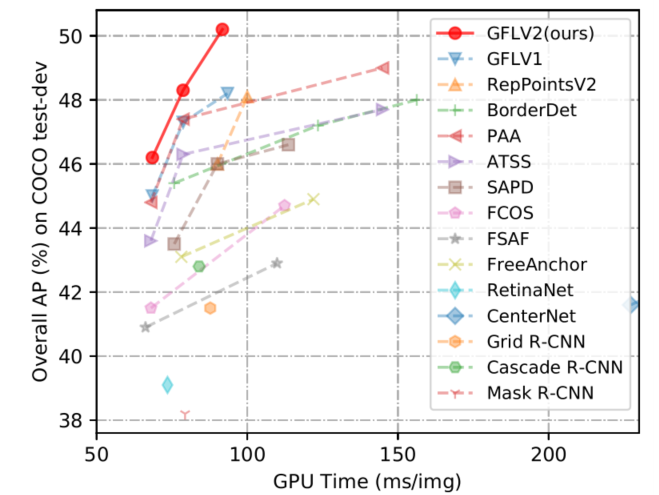 50
48
46
44
42
40
38
Overall AP (%) on COCO test-dev
50
100
150
200
GPU Time (ms/img)
GFLV2(ours)
GFLV1
RepPointsV2
BorderDet
PAA
ATSS
SAPD
FCOS
FSAF
FreeAnchor
RetinaNet
CenterNet
Grid R-CNN
Cascade R-CNN
Mask R-CNN